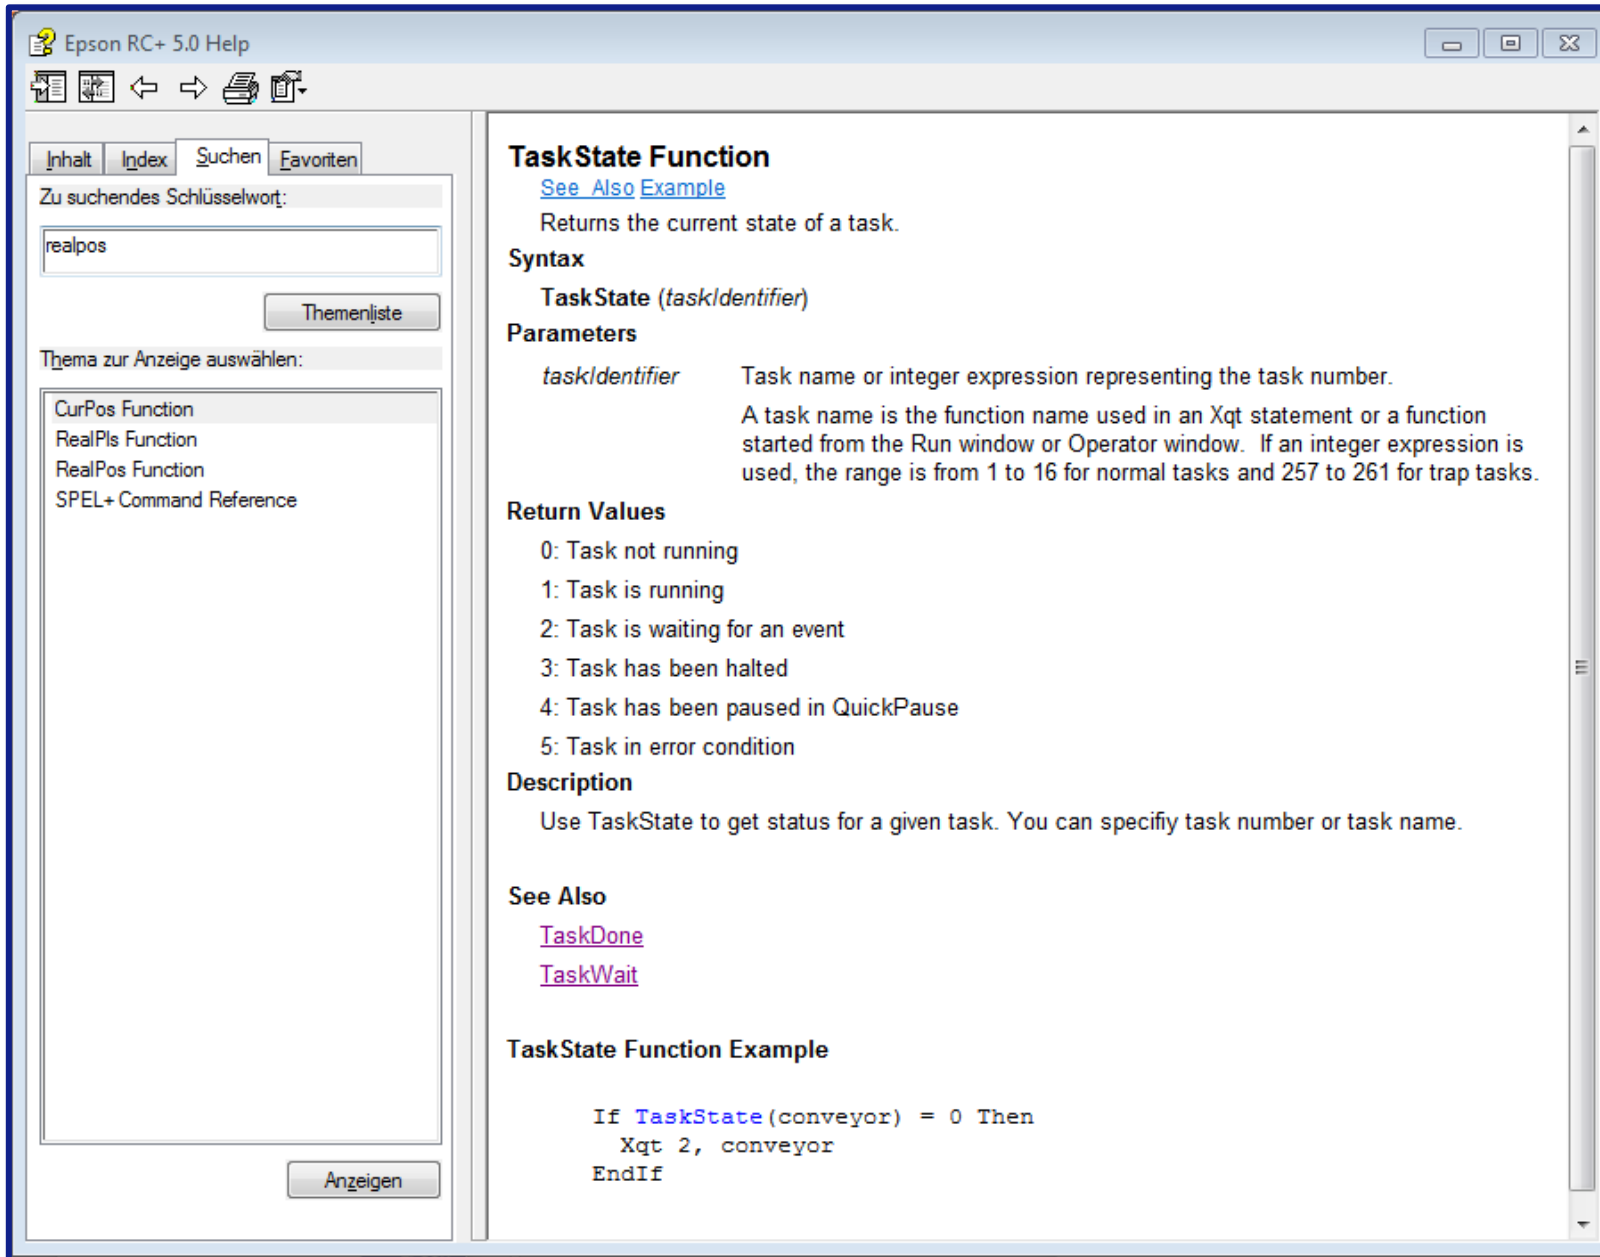 Epson RC+ 5.0 Help
Inhalt Index Suchen Favoriten
Zu suchendes Schlüsselwort:
realpos
Themenliste
Thema zur Anzeige auswählen:
CurPos Function
RealPls Function
RealPos Function
SPEL+ Command Reference
Anzeigen
TaskState Function
See Also Example
Returns the current state of a task.
Syntax
TaskState (taskIdentifier)
Parameters
taskIdentifier Task name or integer expression representing the task number.
A task name is the function name used in an Xqt statement or a function
started from the Run window or Operator window. If an integer expression is
used, the range is from 1 to 16 for normal tasks and 257 to 261 for trap tasks.
Return Values
0: Task not running
1: Task is running
2: Task is waiting for an event
3: Task has been halted
4: Task has been paused in QuickPause
5: Task in error condition
Description
Use TaskState to get status for a given task. You can specifiy task number or task name.
See Also
TaskDone
TaskWait
TaskState Function Example
If TaskState(conveyor) = 0 Then
Xqt 2, conveyor
EndIf